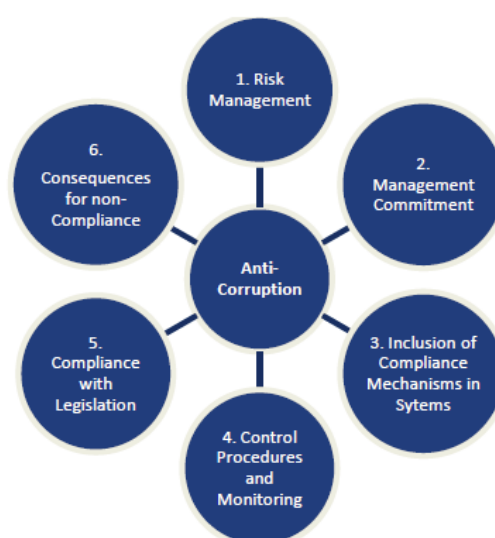 1. Risk
Management
2.
Management
Commitment
3. Inclusion of
Compliance
Mechanisms in
Sytems
4. Control
Procedures
and
Monitoring
5.
Compliance
with
Legislation
6.
Consequences
for non-
Compliance
Anti-
Corruption